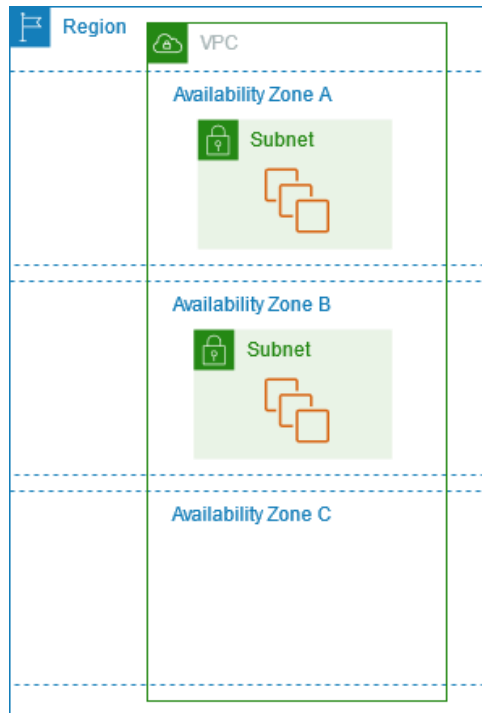 Region
VPC
Availability Zone A
Subnet
Availability Zone B
Subnet
Availability Zone C